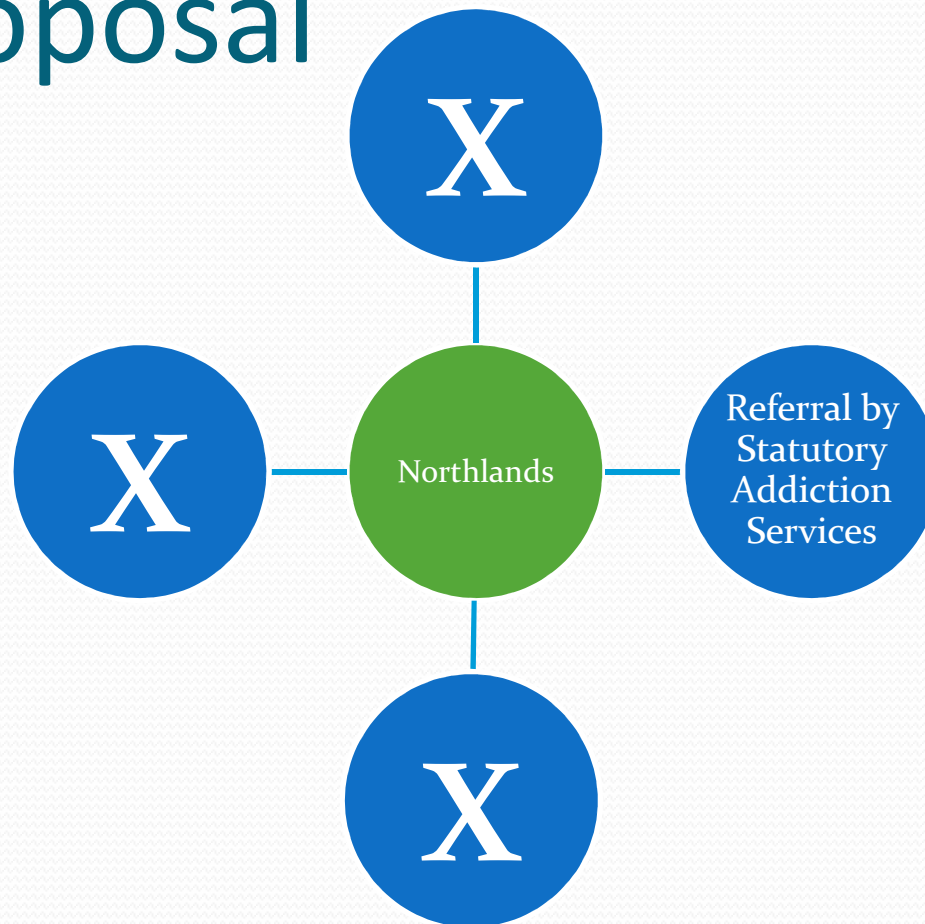 oposal
X
X
Northlands
Referral by
Statutory
Addiction
Services
X